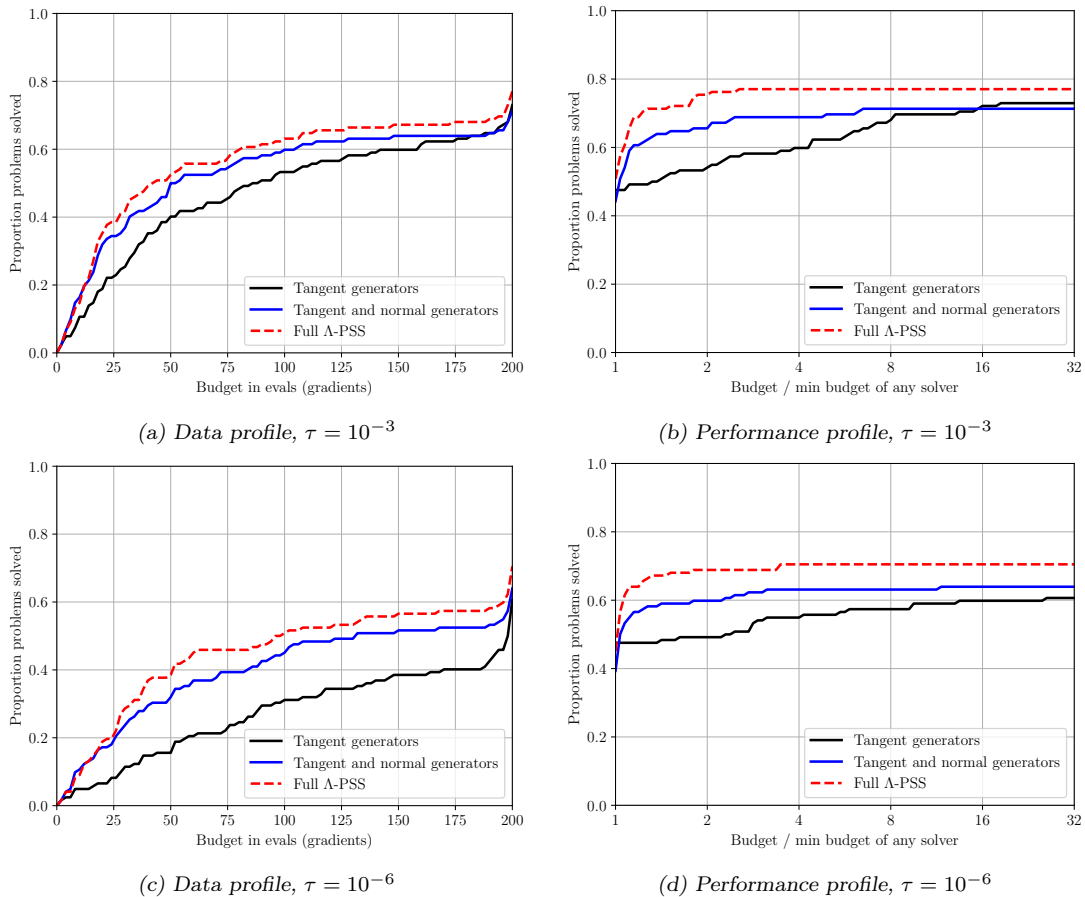 1.0
0.8
0.6
0.4
0.2
0.0
Proportion problems solved
Tangent generators
Tangent and normal generators
Full Λ-PSS
0 25 50 75 100 125 150 175 200
Budget in evals (gradients)
(a) Data profile, τ = 10⁻³
1.0
0.8
0.6
0.4
0.2
0.0
Proportion problems solved
Tangent generators
Tangent and normal generators
Full Λ-PSS
1 2 4 8 16 32
Budget / min budget of any solver
(b) Performance profile, τ = 10⁻³
1.0
0.8
0.6
0.4
0.2
0.0
Proportion problems solved
Tangent generators
Tangent and normal generators
Full Λ-PSS
0 25 50 75 100 125 150 175 200
Budget in evals (gradients)
(c) Data profile, τ = 10⁻⁶
1.0
0.8
0.6
0.4
0.2
0.0
Proportion problems solved
Tangent generators
Tangent and normal generators
Full Λ-PSS
1 2 4 8 16 32
Budget / min budget of any solver
(d) Performance profile, τ = 10⁻⁶